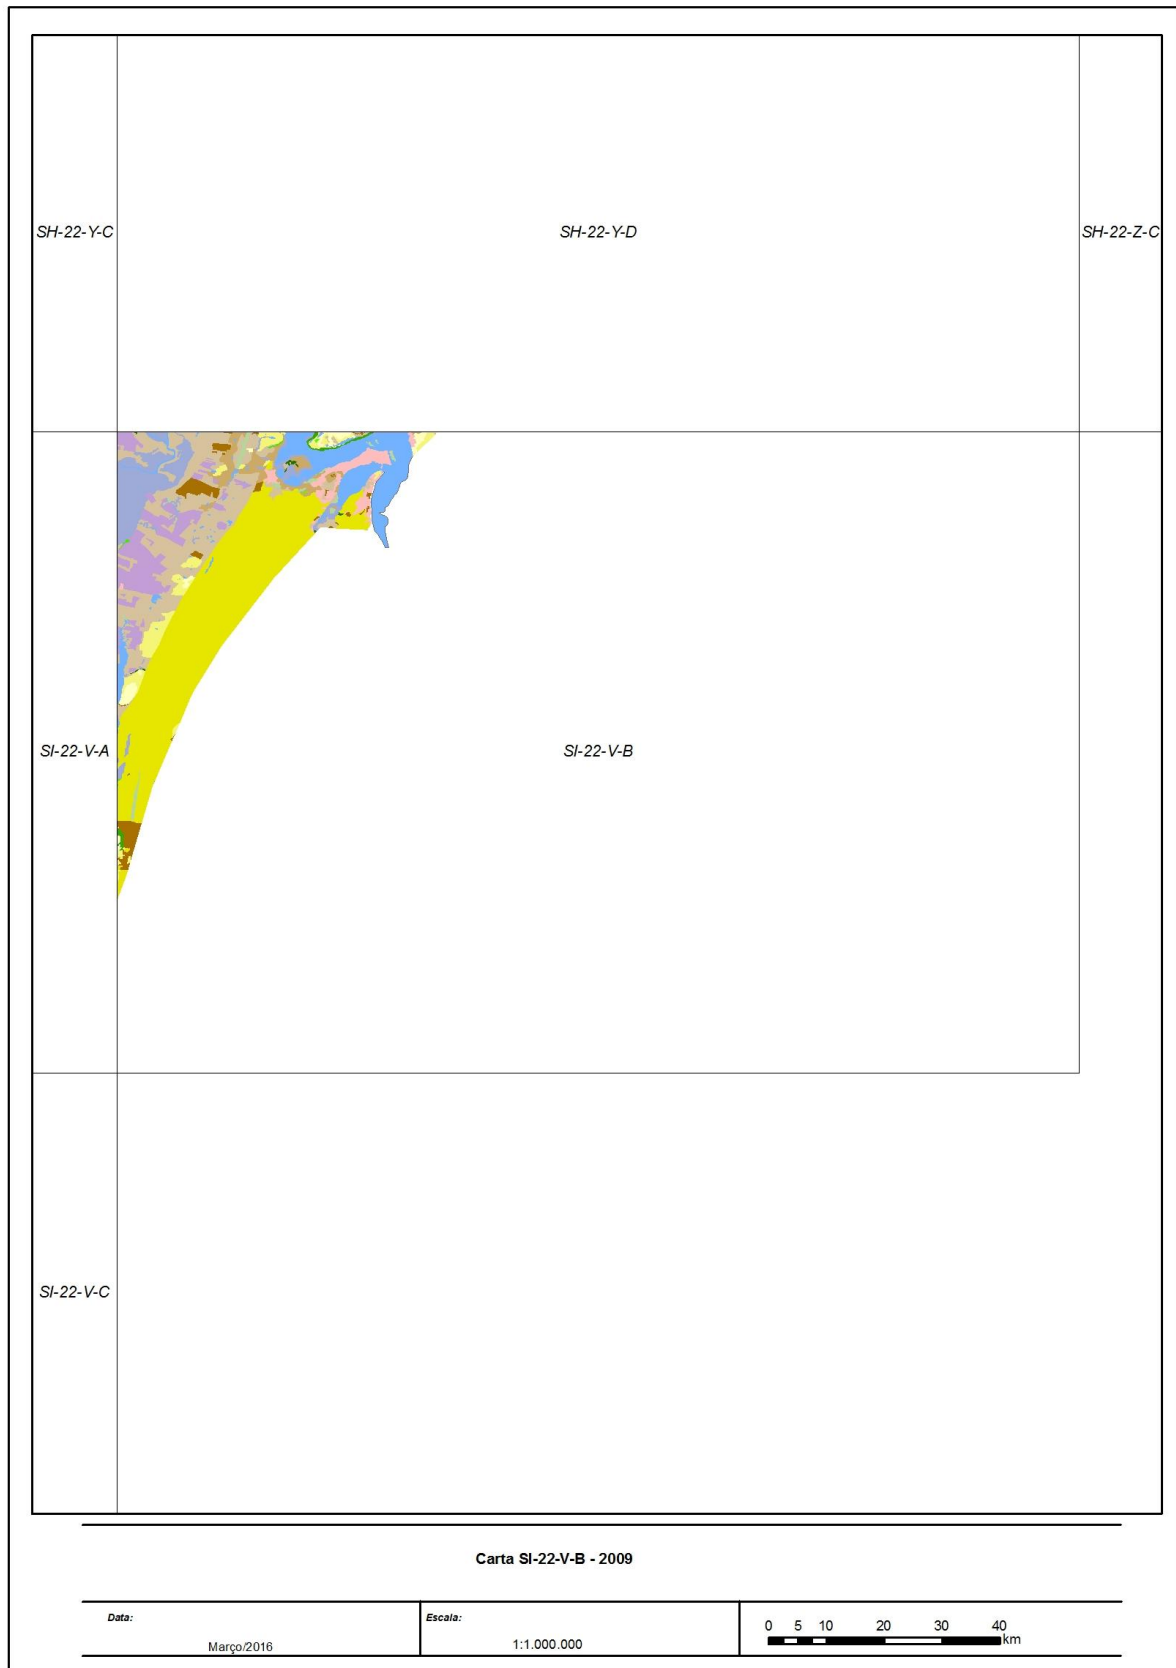 SH-22-Y-C
SH-22-Y-D
SH-22-Z-C
SI-22-V-A
SI-22-V-B
SI-22-V-C
Carta SI-22-V-B - 2009
Data:
Março/2016
Escala:
1:1.000.000
0 5 10 20 30 40
km